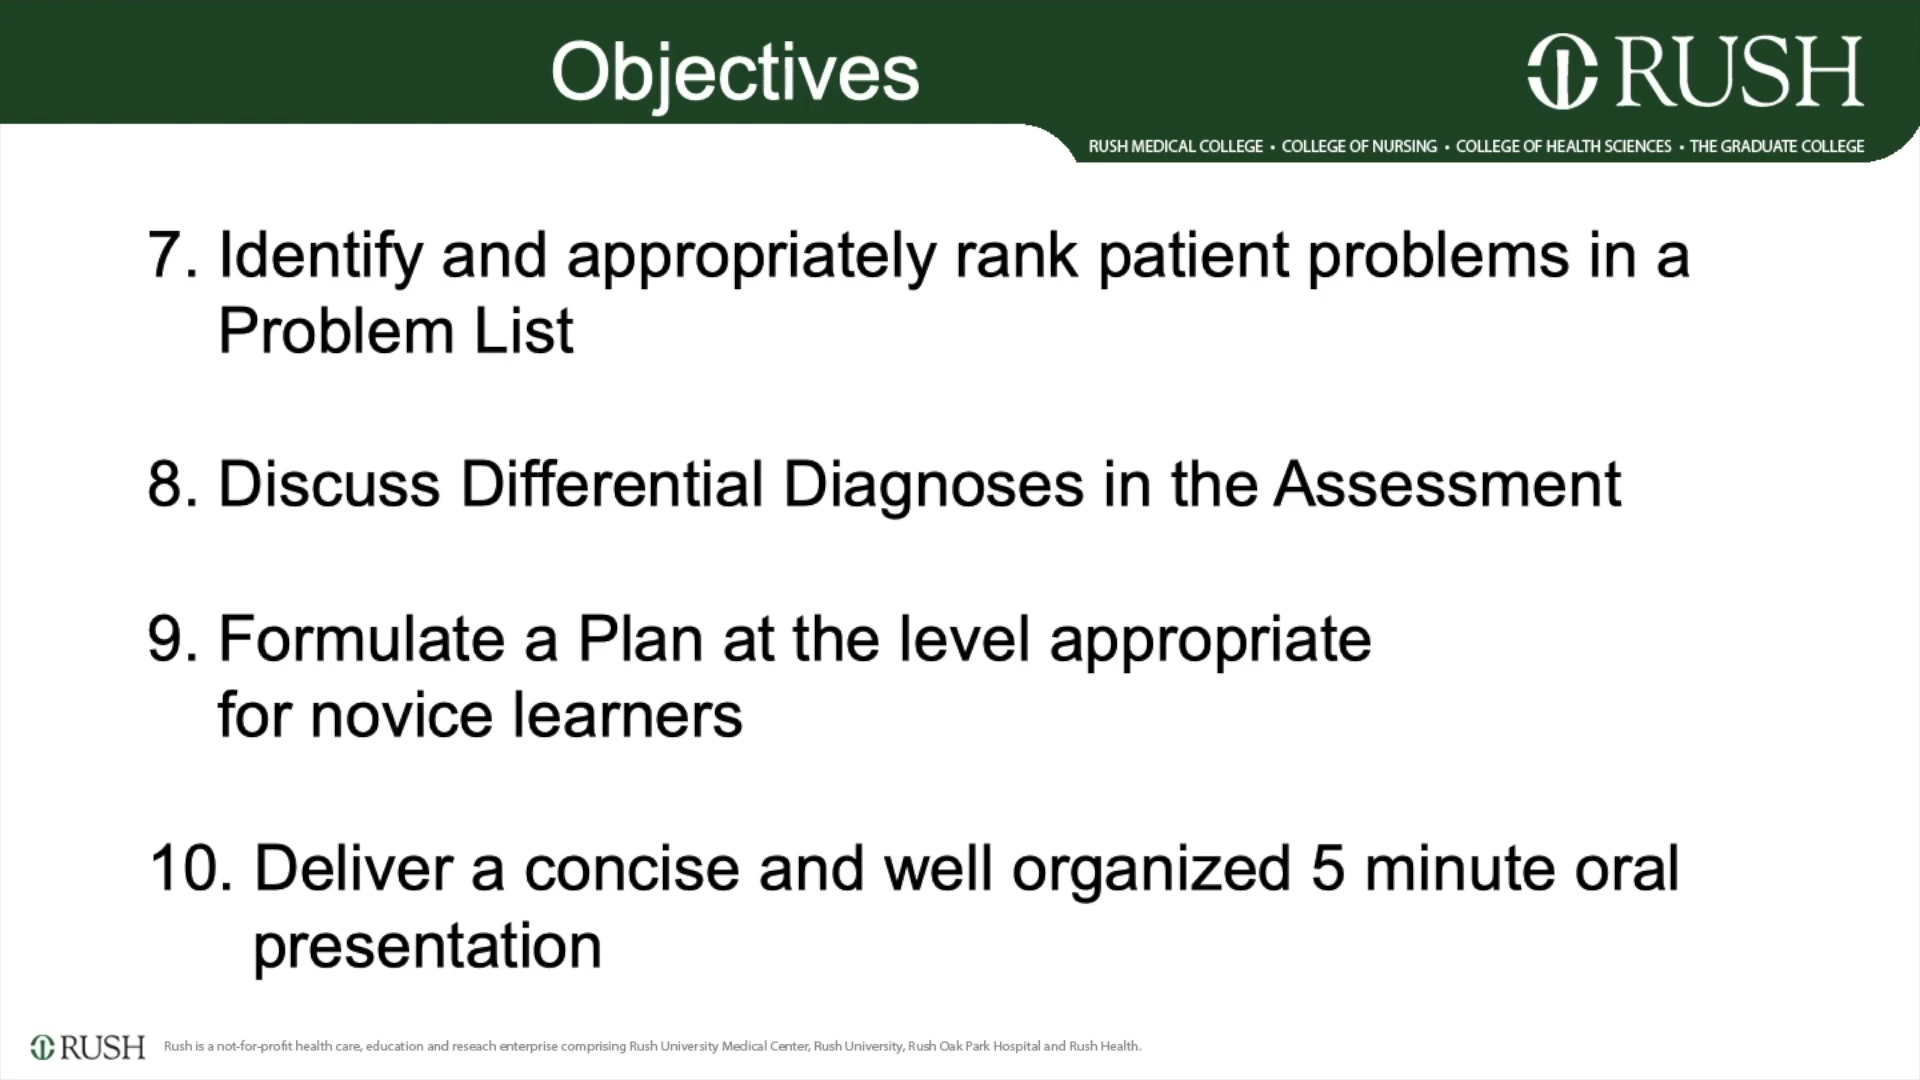 Objectives
RUSH
RUSH MEDICAL COLLEGE • COLLEGE OF NURSING • COLLEGE OF HEALTH SCIENCES • THE GRADUATE COLLEGE
7. Identify and appropriately rank patient problems in a
Problem List
8. Discuss Differential Diagnoses in the Assessment
9. Formulate a Plan at the level appropriate
for novice learners
10. Deliver a concise and well organized 5 minute oral
presentation
RUSH Rush is a not-for-profit health care, education and reseach enterprise comprising Rush University Medical Center, Rush University, Rush Oak Park Hospital and Rush Health.